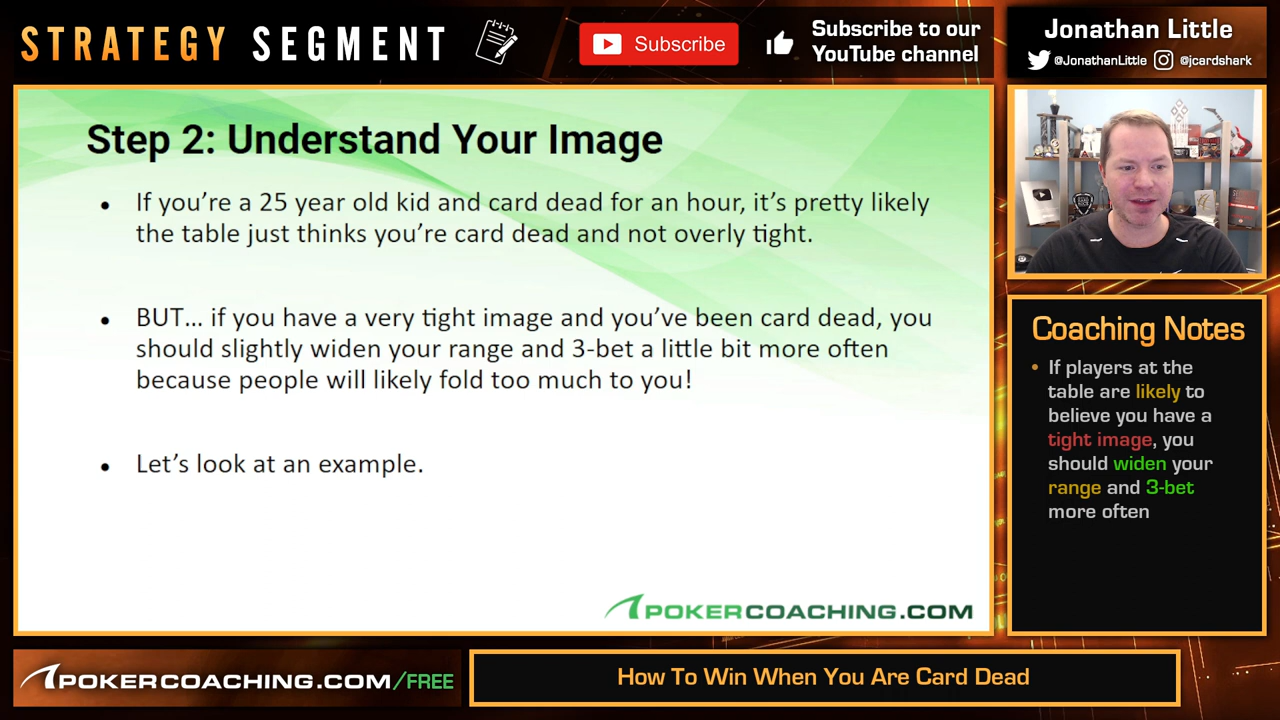 STRATEGY SEGMENT
Subscribe
Subscribe to our
YouTube channel
Jonathan Little
@JonathanLittle @jcardshark
Step 2: Understand Your Image
• If you’re a 25 year old kid and card dead for an hour, it’s pretty likely
the table just thinks you’re card dead and not overly tight.
• BUT… if you have a very tight image and you’ve been card dead, you
should slightly widen your range and 3-bet a little bit more often
because people will likely fold too much to you!
• Let’s look at an example.
POKERCOACHING.COM
Coaching Notes
• If players at the
table are likely to
believe you have a
tight image, you
should widen your
range and 3-bet
more often
POKERCOACHING.COM/FREE
How To Win When You Are Card Dead